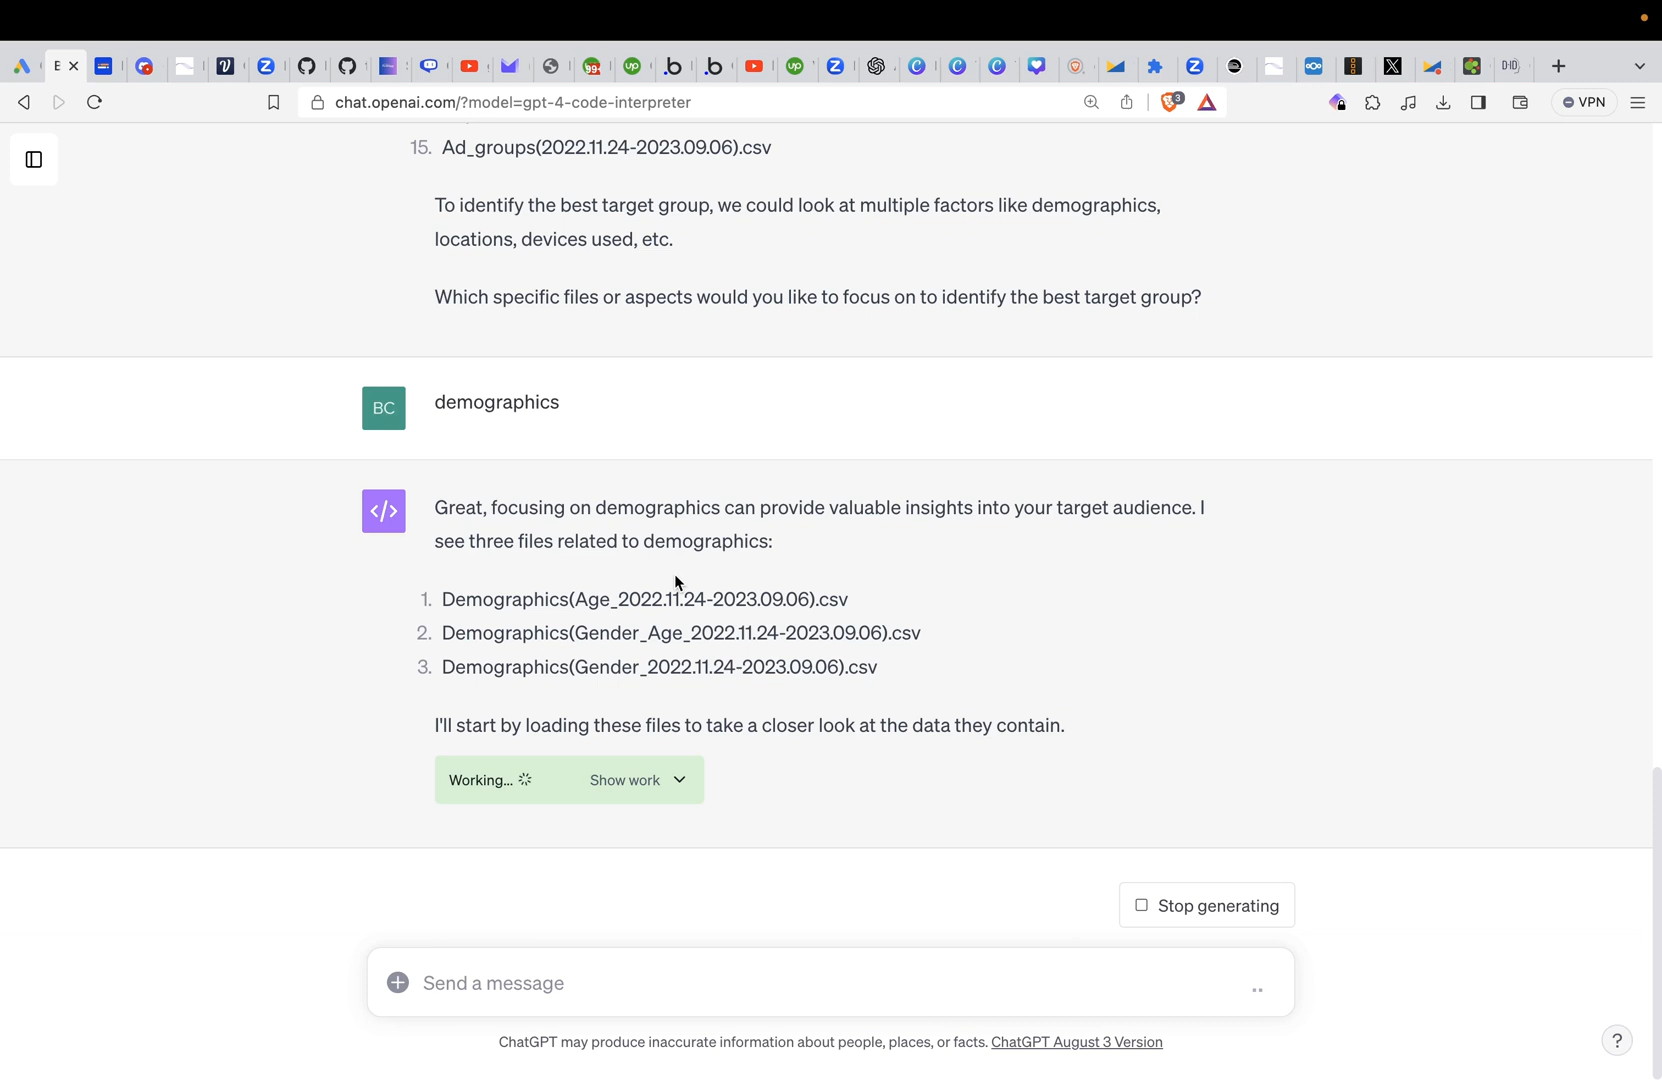 chat.openai.com/?model=gpt-4-code-interpreter
3
VPN
15. Ad_groups(2022.11.24-2023.09.06).csv
To identify the best target group, we could look at multiple factors like demographics,
locations, devices used, etc.
Which specific files or aspects would you like to focus on to identify the best target group?
BC
demographics
</>
Great, focusing on demographics can provide valuable insights into your target audience. I
see three files related to demographics:
1. Demographics(Age_2022.11.24-2023.09.06).csv
2. Demographics(Gender_Age_2022.11.24-2023.09.06).csv
3. Demographics(Gender_2022.11.24-2023.09.06).csv
I'll start by loading these files to take a closer look at the data they contain.
Working... Show work
Stop generating
Send a message
ChatGPT may produce inaccurate information about people, places, or facts. ChatGPT August 3 Version
?